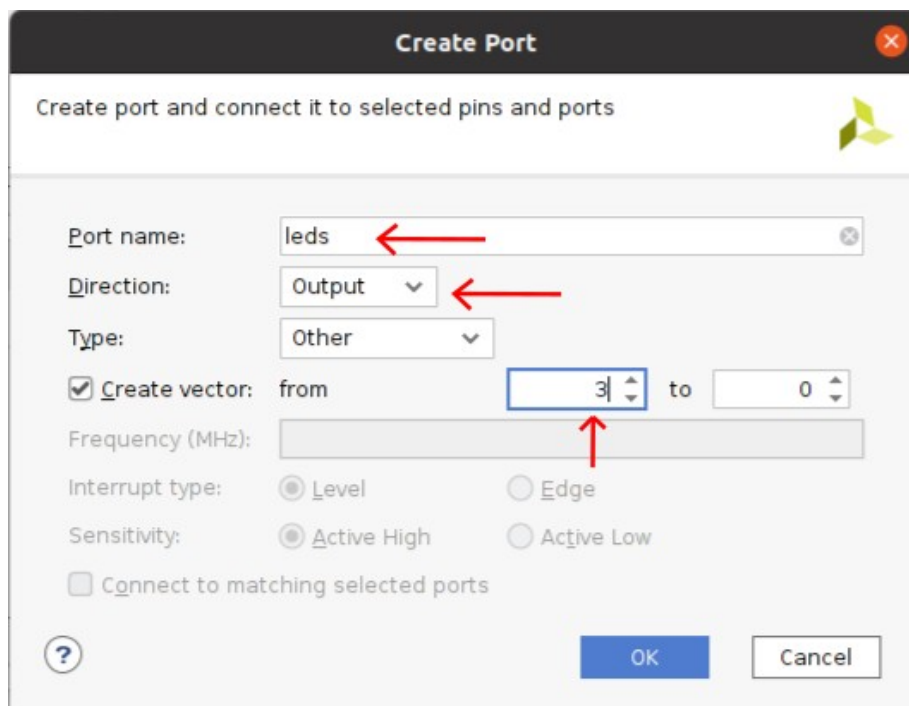 Create Port
Create port and connect it to selected pins and ports
Port name: leds
Direction: Output
Type: Other
Create vector: from 3 to 0
Frequency (MHz):
Interrupt type: Level Edge
Sensitivity: Active High Active Low
Connect to matching selected ports
? OK Cancel